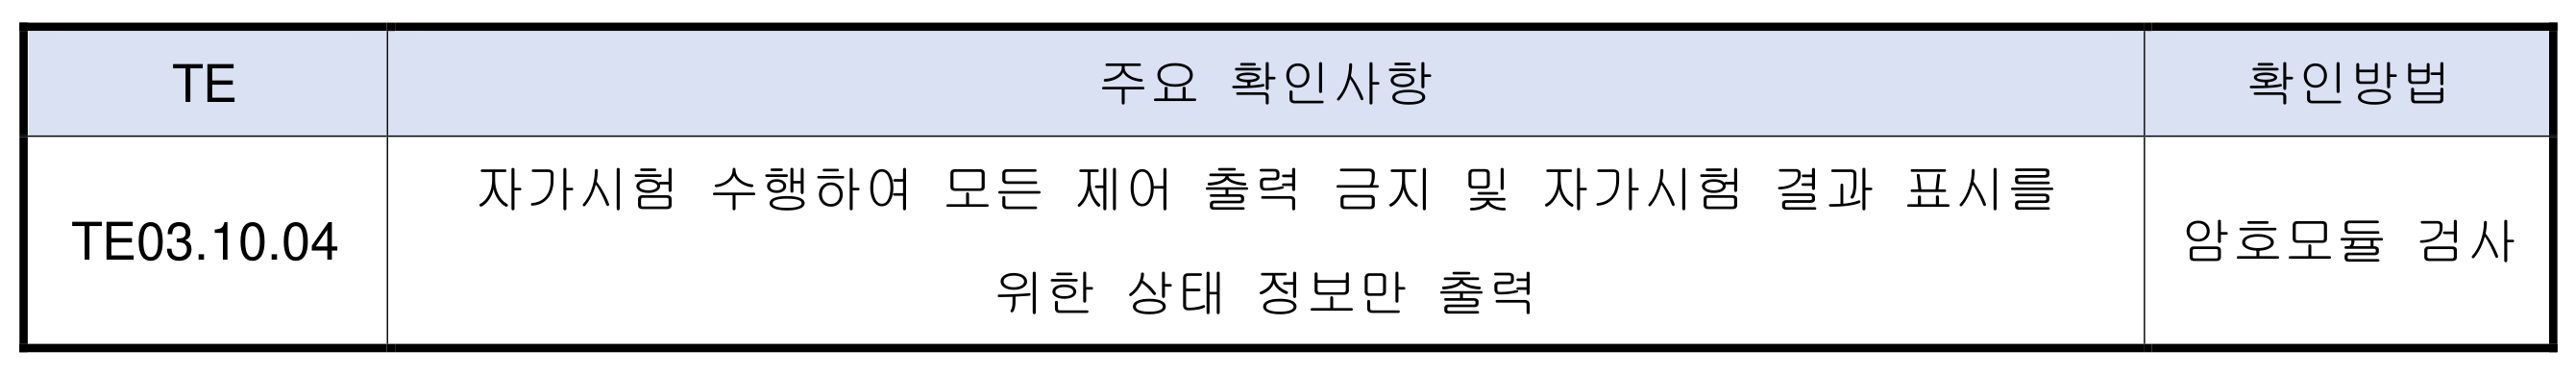 TE 주요 확인사항 확인방법
TE03.10.04 자가시험 수행하여 모든 제어 출력 금지 및 자가시험 결과 표시를
위한 상태 정보만 출력 암호모듈 검사